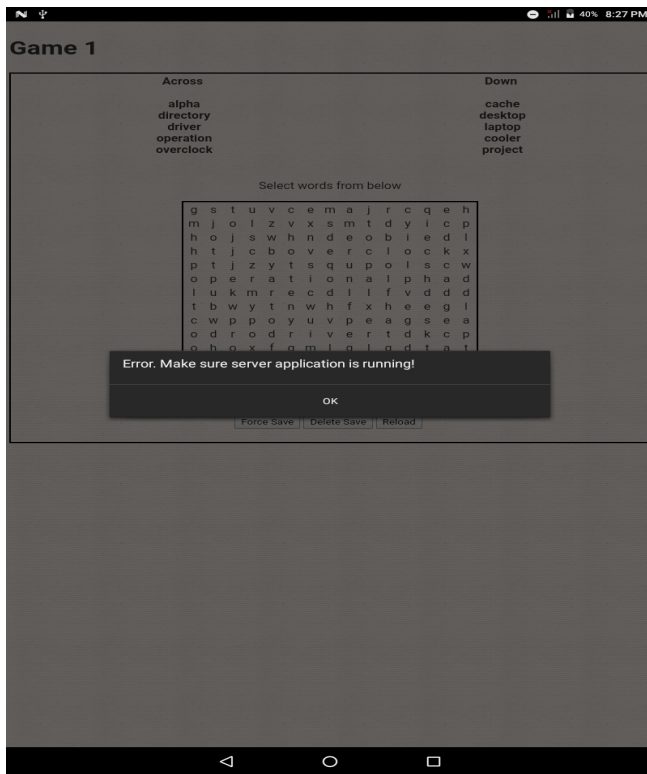 40% 8:27 PM
Game 1
Across Down
alpha cache
directory desktop
driver laptop
operation cooler
overclock project
Select words from below
g s t u v c e m a j r c q e h
m j o l z v x s m t d y i c p
h o j s w h n d e o b i e d l
h t j c b o v e r c l o c k x
p t j z y t s q u p o l s c w
o p e r a t i o n a l p h a d
l u k m r e c d l l f v d d d
t b w y t n w h f x h e e g l
c w p p o y u v p e a g s e a
o d r o d r i v e r t d k c p
Error. Make sure server application is running!
OK
Force Save Delete Save Reload